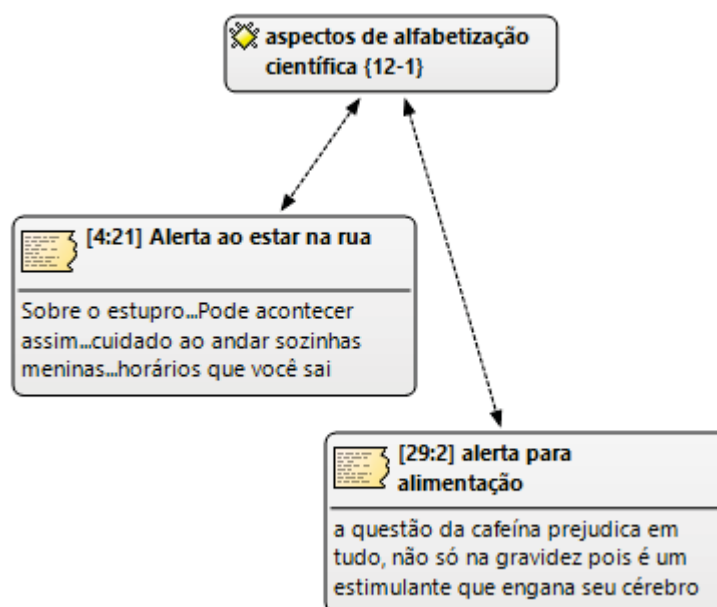 aspectos de alfabetização
científica {12-1}
[4:21] Alerta ao estar na rua
Sobre o estupro...Pode acontecer
assim...cuidado ao andar sozinhas
meninas...horários que você sai
[29:2] alerta para
alimentação
a questão da cafeína prejudica em
tudo, não só na gravidez pois é um
estimulante que engana seu cérebro